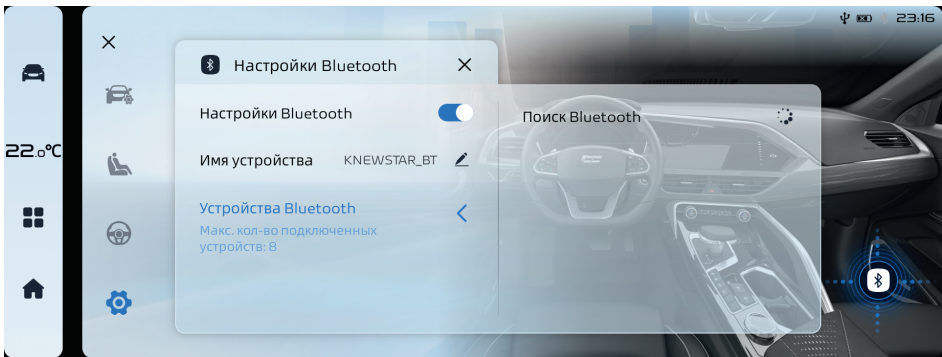 23:16
Настройки Bluetooth
Настройки Bluetooth
Поиск Bluetooth
22.0°C
Имя устройства KNEWSTAR_BT
Устройства Bluetooth
Макс. кол-во подключенных
устройств: 8